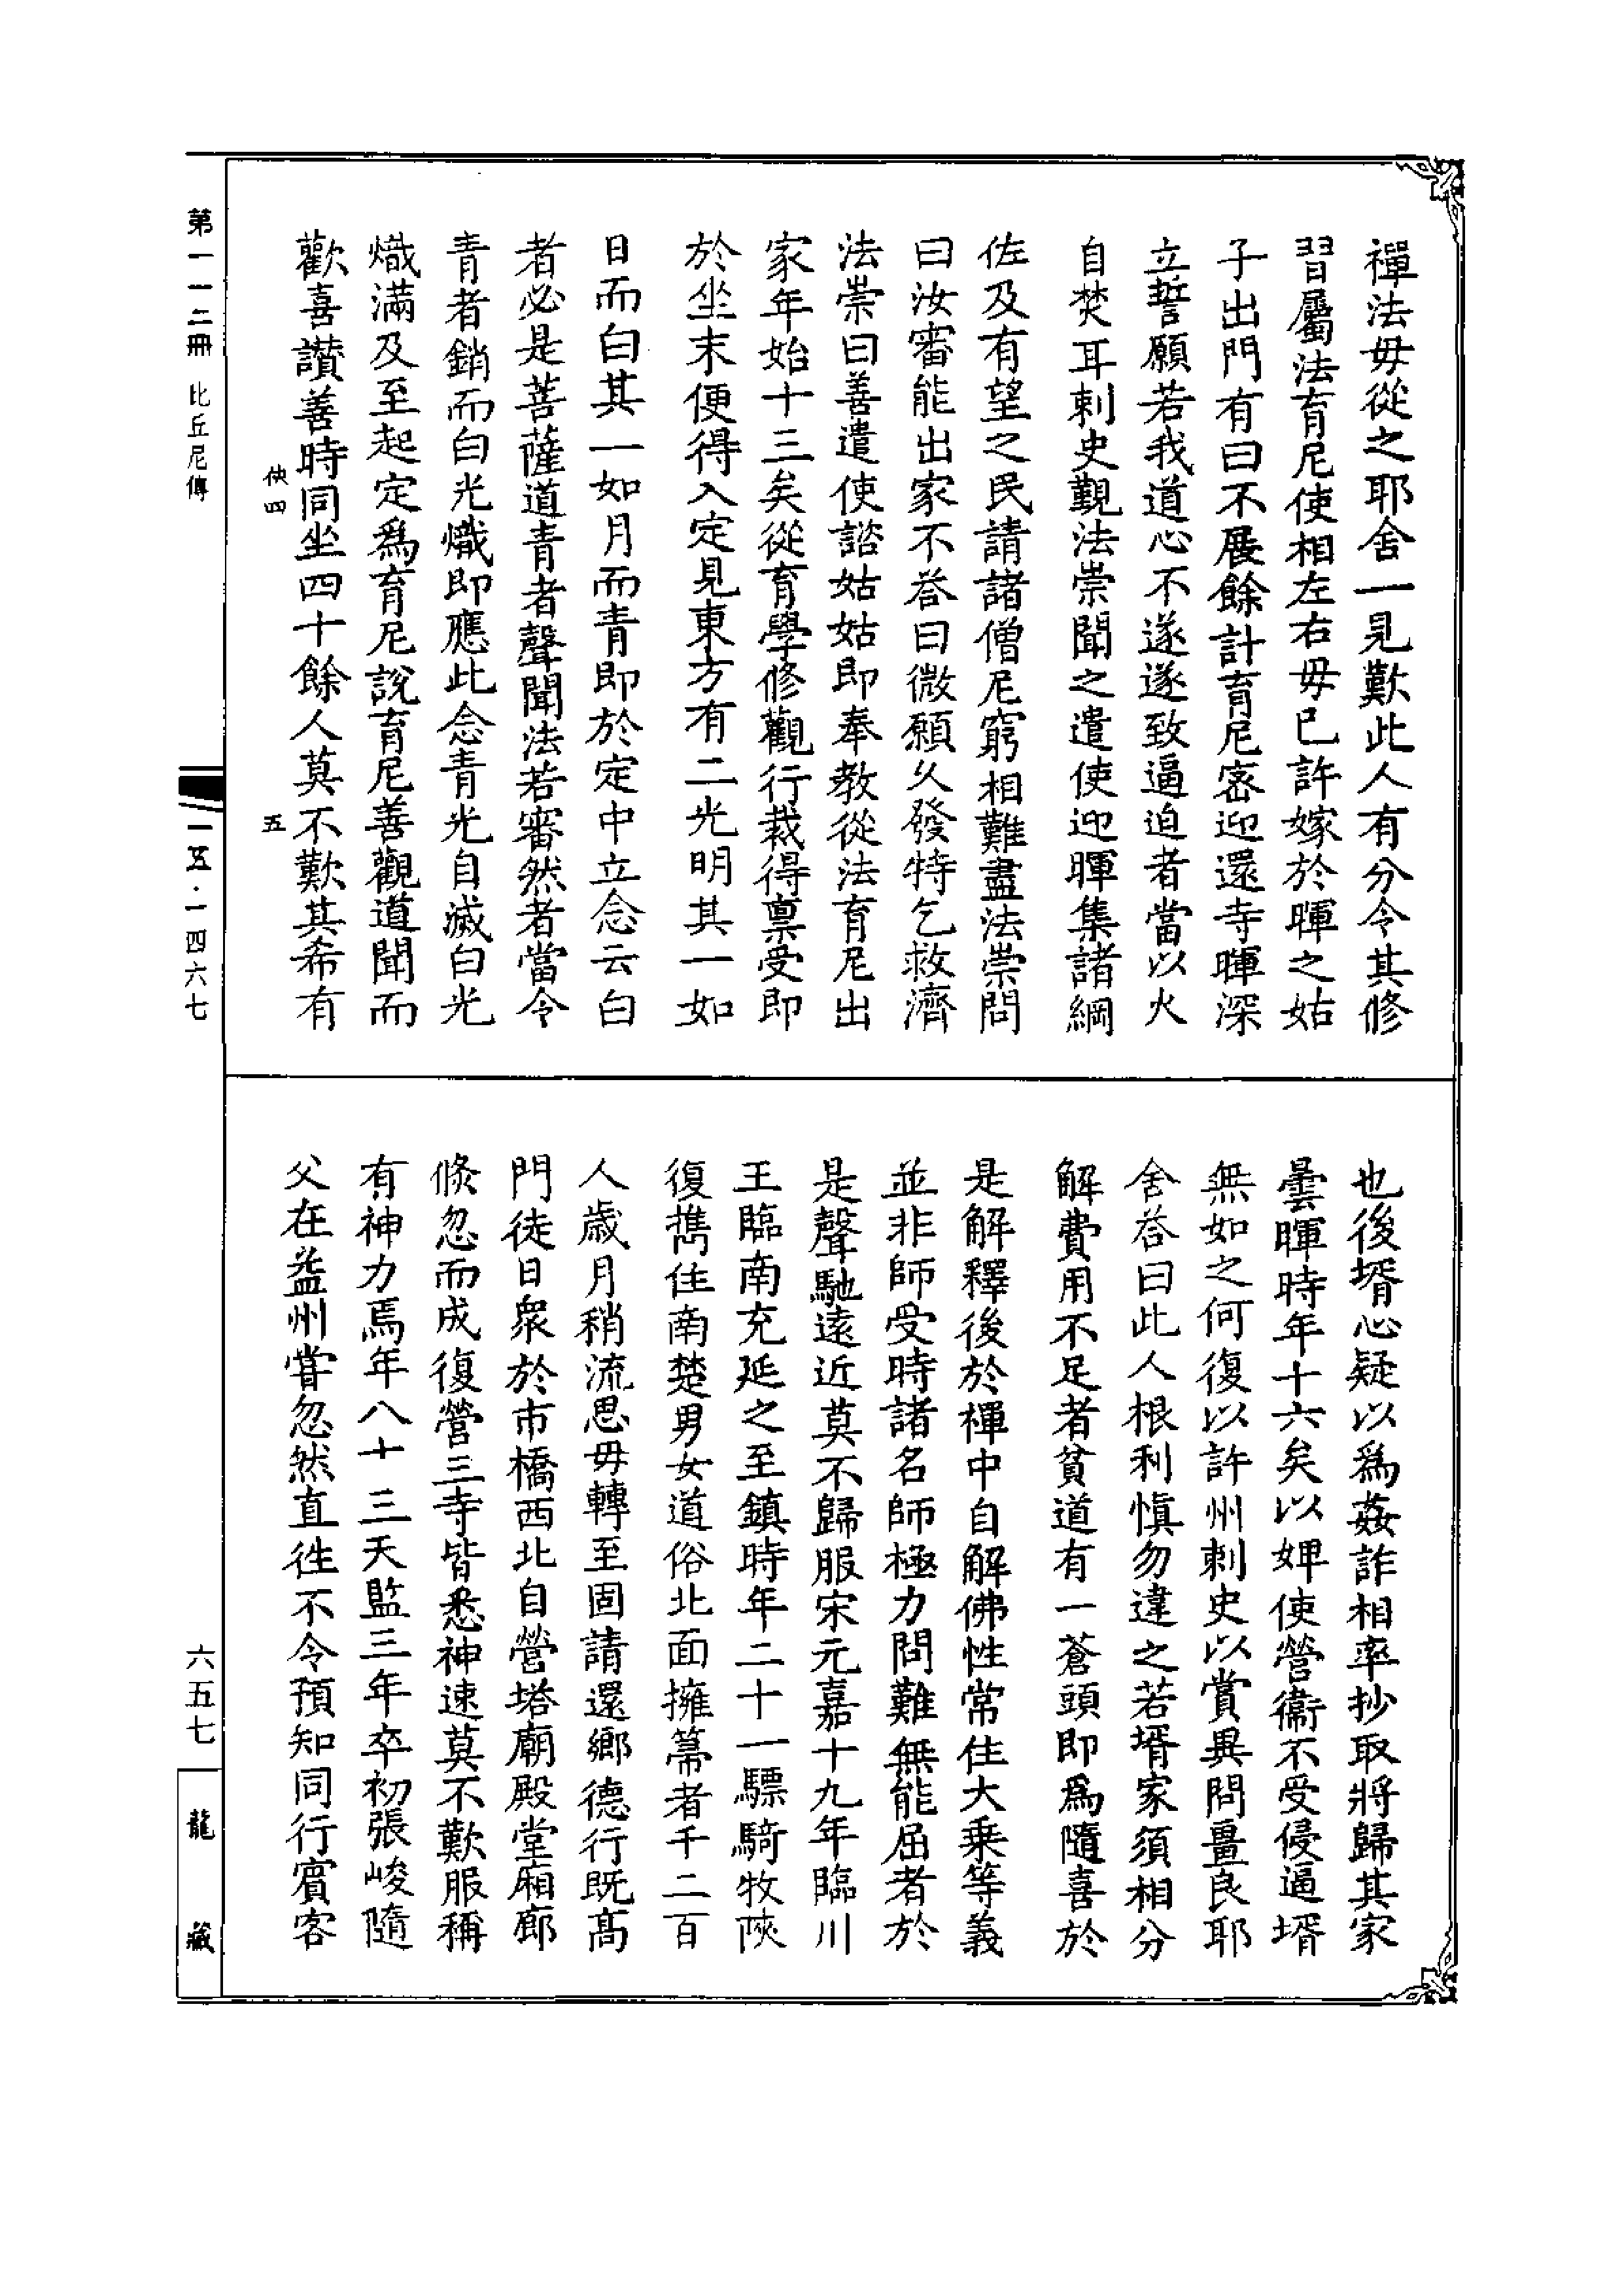 禪法毋從之耶舍一見歎此人有分令其修
習屬法育尼使相左右毋已許嫁於暉之姑
子出門有日不展餘計育尼密迎還寺暉深
立誓願若我道心不遂遂致逼迫者當以火
自焚耳刺史甄法崇聞之遣使迎暉集諸綱
佐及有望之民請諸僧尼窮相難盡法崇問
曰汝審能出家不荅曰微願久發特乞救濟
法崇曰善遣使諮姑姑即奉教從法育尼出
家年始十三矣從育學修觀行裁得禀受即
於坐末便得入定見東方有二光明其一如
日而白其一如月而青即於定中立念云白
者必是菩薩道青者聲聞法若審然者當令
青者銷而白光熾即應此念青光自滅白光
熾滿及至起定爲育尼說育尼善觀道聞而
歡喜讚善時同坐四十餘人莫不歎其希有
也後壻心疑以爲姦詐相率抄取將歸其家
曇暉時年十六矣以婢使營衞不受侵逼壻
無如之何復以訴州刺史以賞異問畺良耶
舍荅曰此人根利慎勿違之若壻家須相分
解費用不足者貧道有一蒼頭即爲隨喜於
是解釋後於禪中自解佛性常住大乗等義
並非師受時諸名師極力問難無能屈者於
是聲馳遠近莫不歸服宋元嘉十九年臨川
王臨南充延之至鎮時年二十一驃騎牧陝
復擕住南楚男女道俗北面擁箒者千二百
人歲月稍流思毋轉至固請還鄉德行既高
門徒日衆於市橋西北自營塔廟殿堂廂廊
倏忽而成復營三寺皆悉神速莫不歎服稱
有神力焉年八十三天監三年卒初張峻隨
父在益州嘗忽然直徃不令預知同行賓客
第一一二冊 比丘尼傳
俠四 五
一五·一四六七
六五七
龍藏